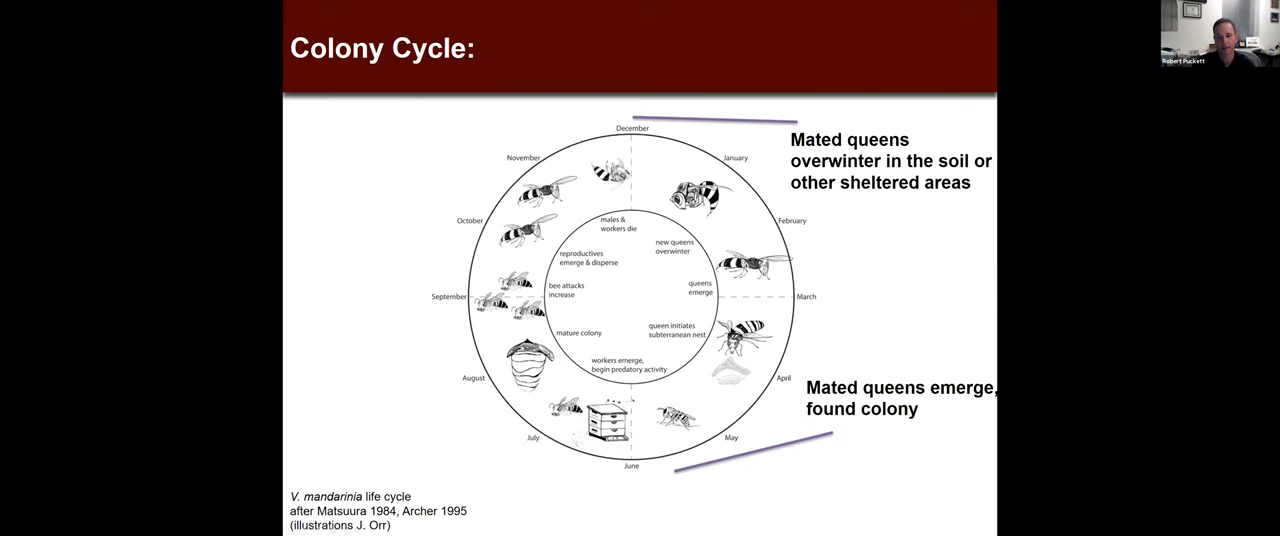 Colony Cycle:
Robert Puckett
December
January
February
March
April
May
June
July
August
September
October
November
Mated queens
overwinter in the soil or
other sheltered areas
males &
workers die
new queens
overwinter
queens
emerge
queen initiates
subterranean nest
workers emerge,
begin predatory activity
mature colony
bee attacks
increase
reproductives
emerge & disperse
Mated queens emerge,
found colony
V. mandarinia life cycle
after Matsuura 1984, Archer 1995
(illustrations J. Orr)